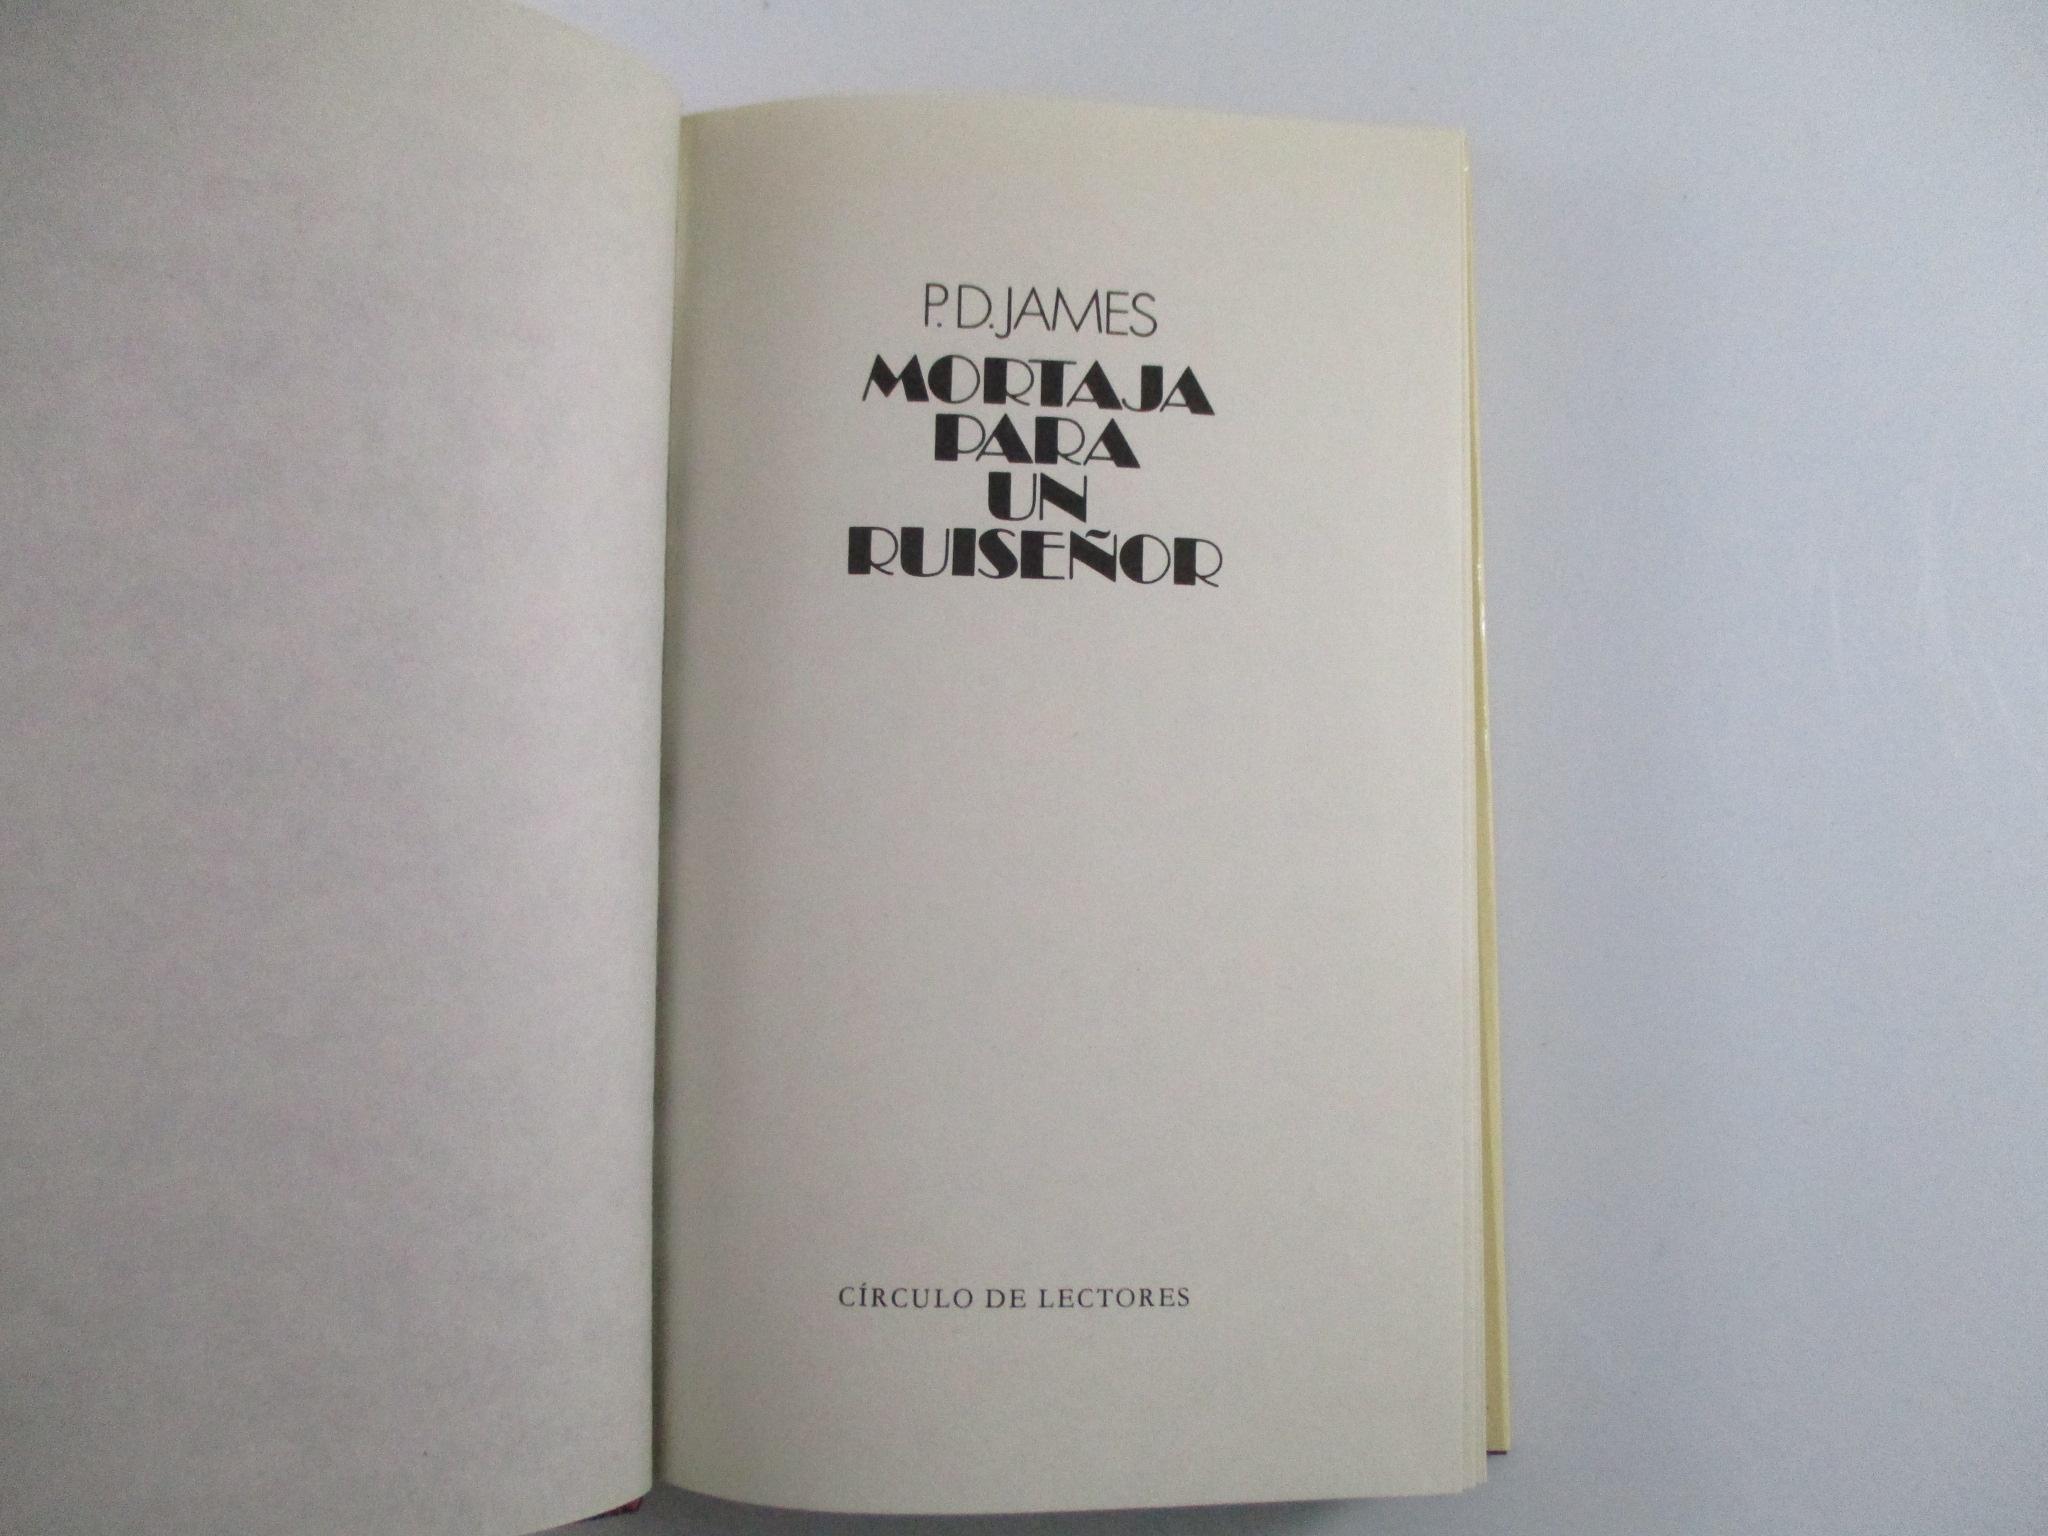 P.D.JAMES
MORTAJA
PARA
UN
RUISEÑOR
CÍRCULO DE LECTORES